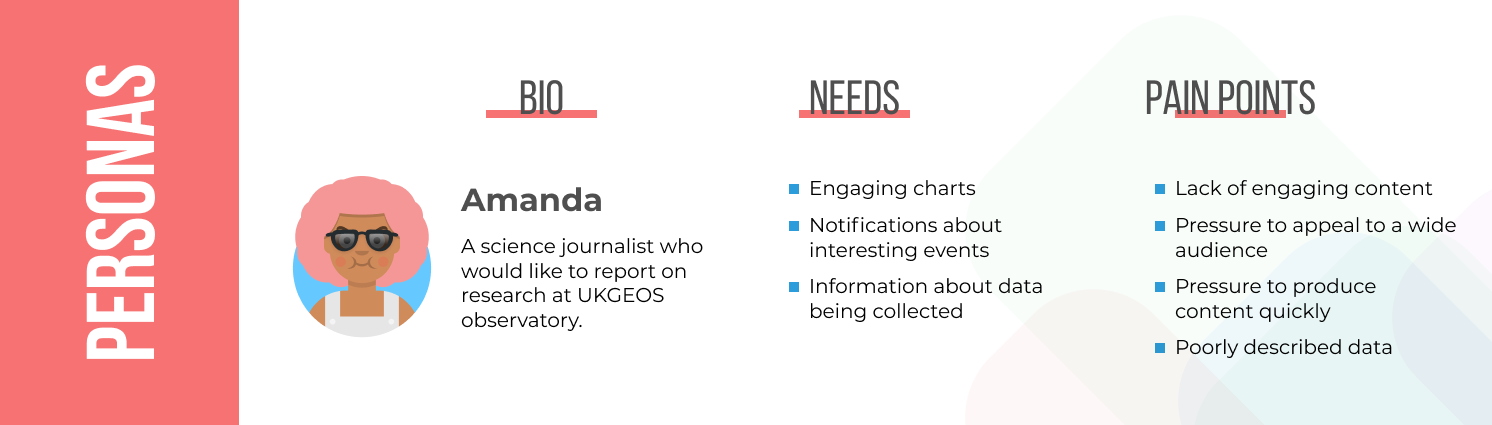 PERSONAS
BIO
Amanda
A science journalist who
would like to report on
research at UKGEOS
observatory.
NEEDS
Engaging charts
Notifications about
interesting events
Information about data
being collected
PAIN POINTS
Lack of engaging content
Pressure to appeal to a wide
audience
Pressure to produce
content quickly
Poorly described data